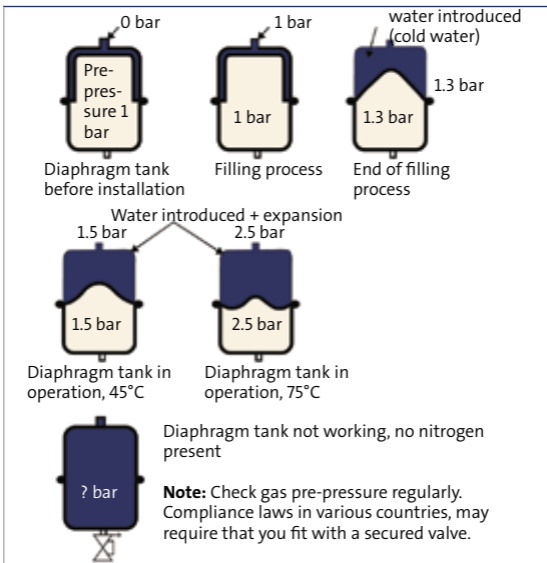 0 bar
1 bar
water introduced
(cold water)
Pre-
pres-
sure 1
bar
1 bar
1.3 bar
1.3 bar
Diaphragm tank
before installation
Filling process
End of filling
process
Water introduced + expansion
1.5 bar
2.5 bar
1.5 bar
2.5 bar
Diaphragm tank in
operation, 45°C
Diaphragm tank in
operation, 75°C
? bar
Diaphragm tank not working, no nitrogen
present
Note: Check gas pre-pressure regularly.
Compliance laws in various countries, may
require that you fit with a secured valve.